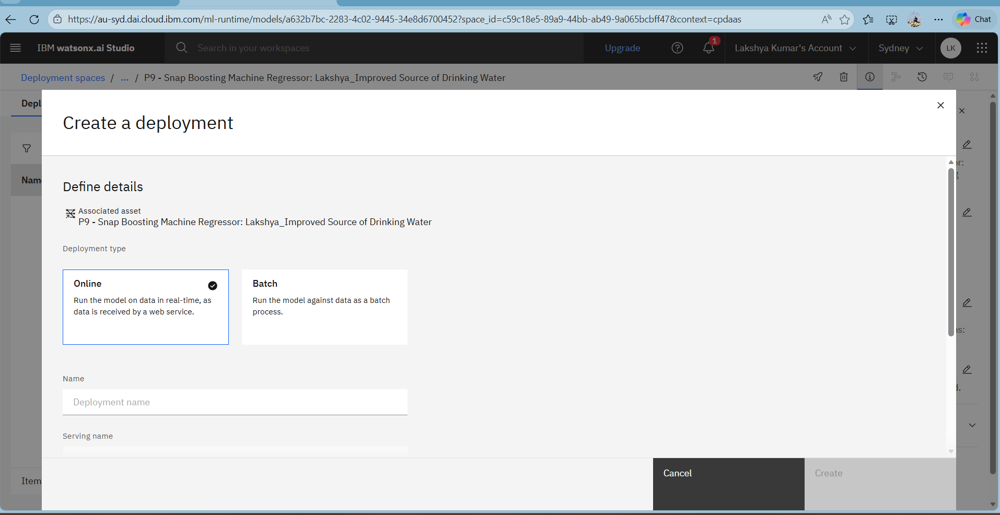 https://au-syd.dai.cloud.ibm.com/ml-runtime/models/a632b7bc-2283-4c02-9445-34e8d6700452?space_id=c59c18e5-89a9-44bb-ab49-9a065bcbff47&context=cpdaas
Chat
IBM watsonx.ai Studio
Search in your workspaces
Upgrade
1
Lakshya Kumar's Account
Sydney
LK
Deployment spaces / ... / P9 - Snap Boosting Machine Regressor: Lakshya_Improved Source of Drinking Water
Depl
Create a deployment
Nam
Define details
Associated asset
P9 - Snap Boosting Machine Regressor: Lakshya_Improved Source of Drinking Water
Deployment type
Online
Run the model on data in real-time, as
data is received by a web service.
Batch
Run the model against data as a batch
process.
Name
Deployment name
Serving name
Item
Cancel
Create